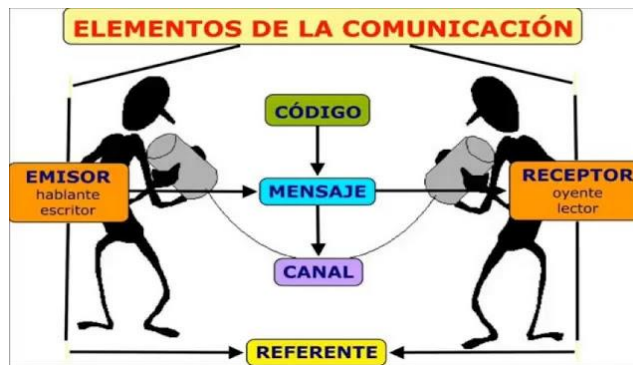 ELEMENTOS DE LA COMUNICACIÓN
CÓDIGO
EMISOR
hablante
escritor
MENSAJE
RECEPTOR
oyente
lector
CANAL
REFERENTE